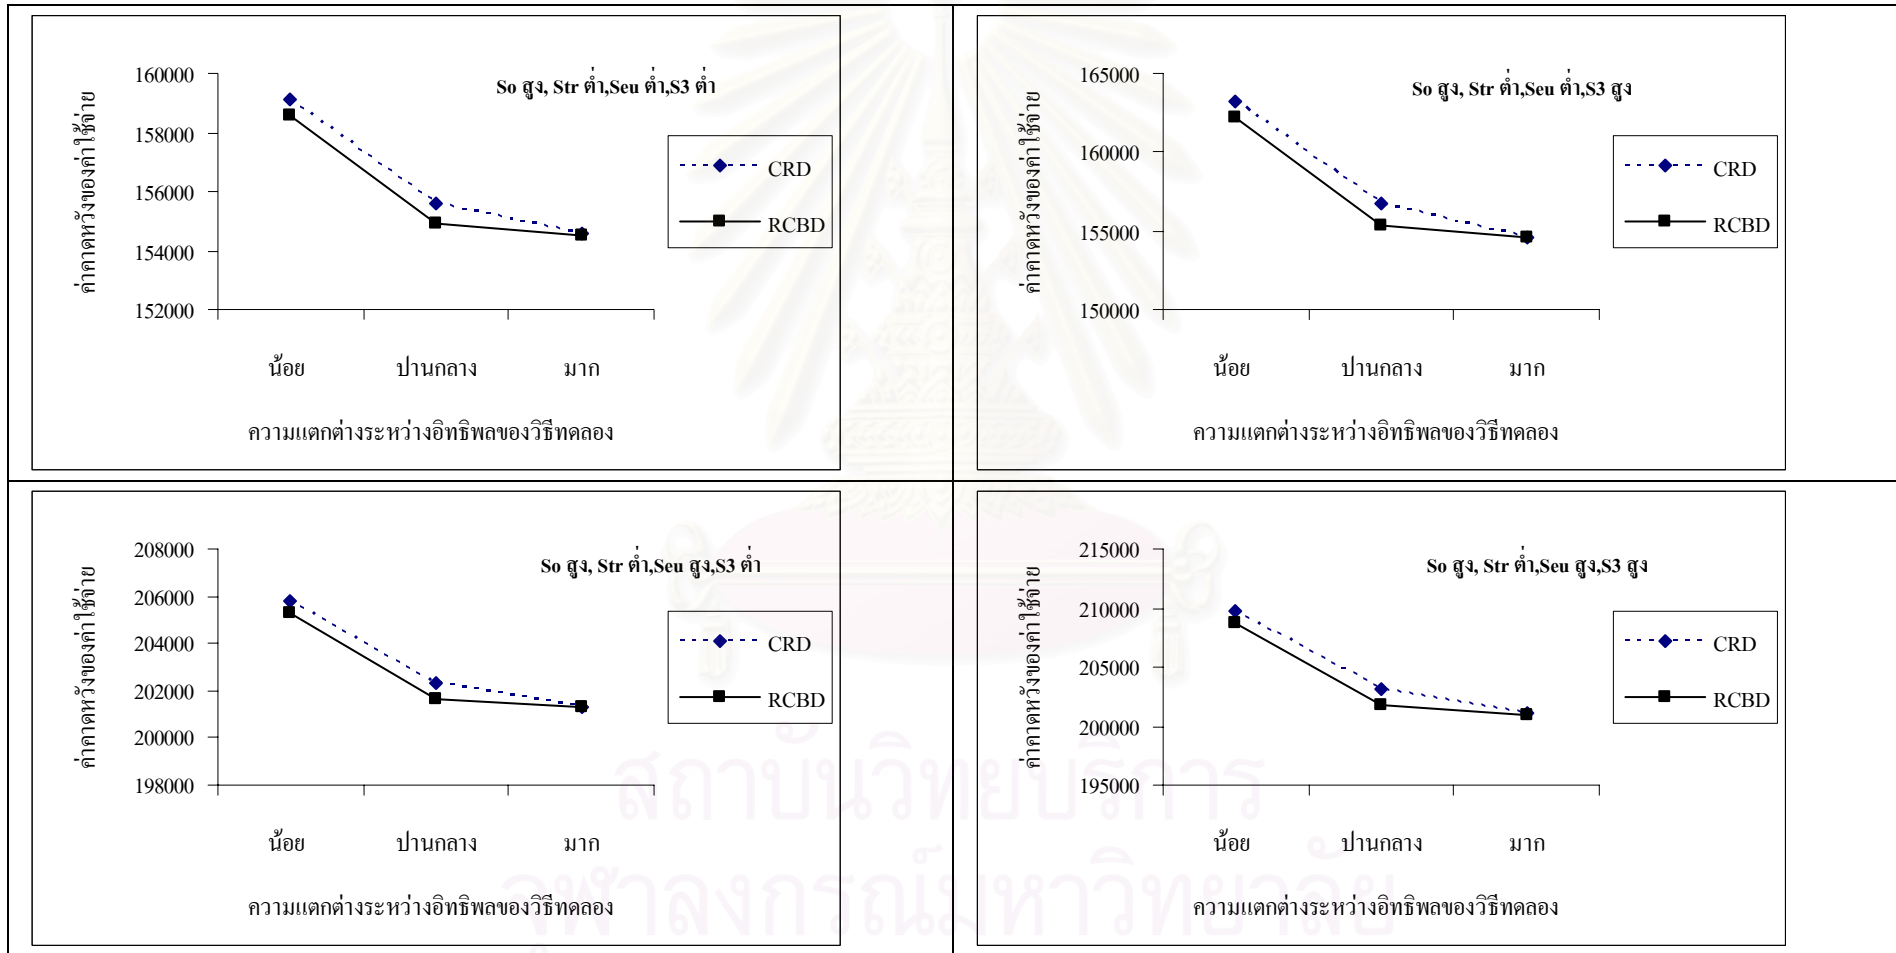 So สูง, Str ต่ำ,Seu ต่ำ,S3 ต่ำ
ค่าคาดหวังของค่าใช้จ่าย
160000
158000
156000
154000
152000
CRD
RCBD
น้อย ปานกลาง มาก
ความแตกต่างระหว่างอิทธิพลของวิธีทดลอง
So สูง, Str ต่ำ,Seu ต่ำ,S3 สูง
ค่าคาดหวังของค่าใช้จ่าย
165000
160000
155000
150000
CRD
RCBD
น้อย ปานกลาง มาก
ความแตกต่างระหว่างอิทธิพลของวิธีทดลอง
So สูง, Str ต่ำ,Seu สูง,S3 ต่ำ
ค่าคาดหวังของค่าใช้จ่าย
208000
206000
204000
202000
200000
198000
CRD
RCBD
น้อย ปานกลาง มาก
ความแตกต่างระหว่างอิทธิพลของวิธีทดลอง
So สูง, Str ต่ำ,Seu สูง,S3 สูง
ค่าคาดหวังของค่าใช้จ่าย
215000
210000
205000
200000
195000
CRD
RCBD
น้อย ปานกลาง มาก
ความแตกต่างระหว่างอิทธิพลของวิธีทดลอง
สถาบันวิทยบริการ
จุฬาลงกรณ์มหาวิทยาลัย